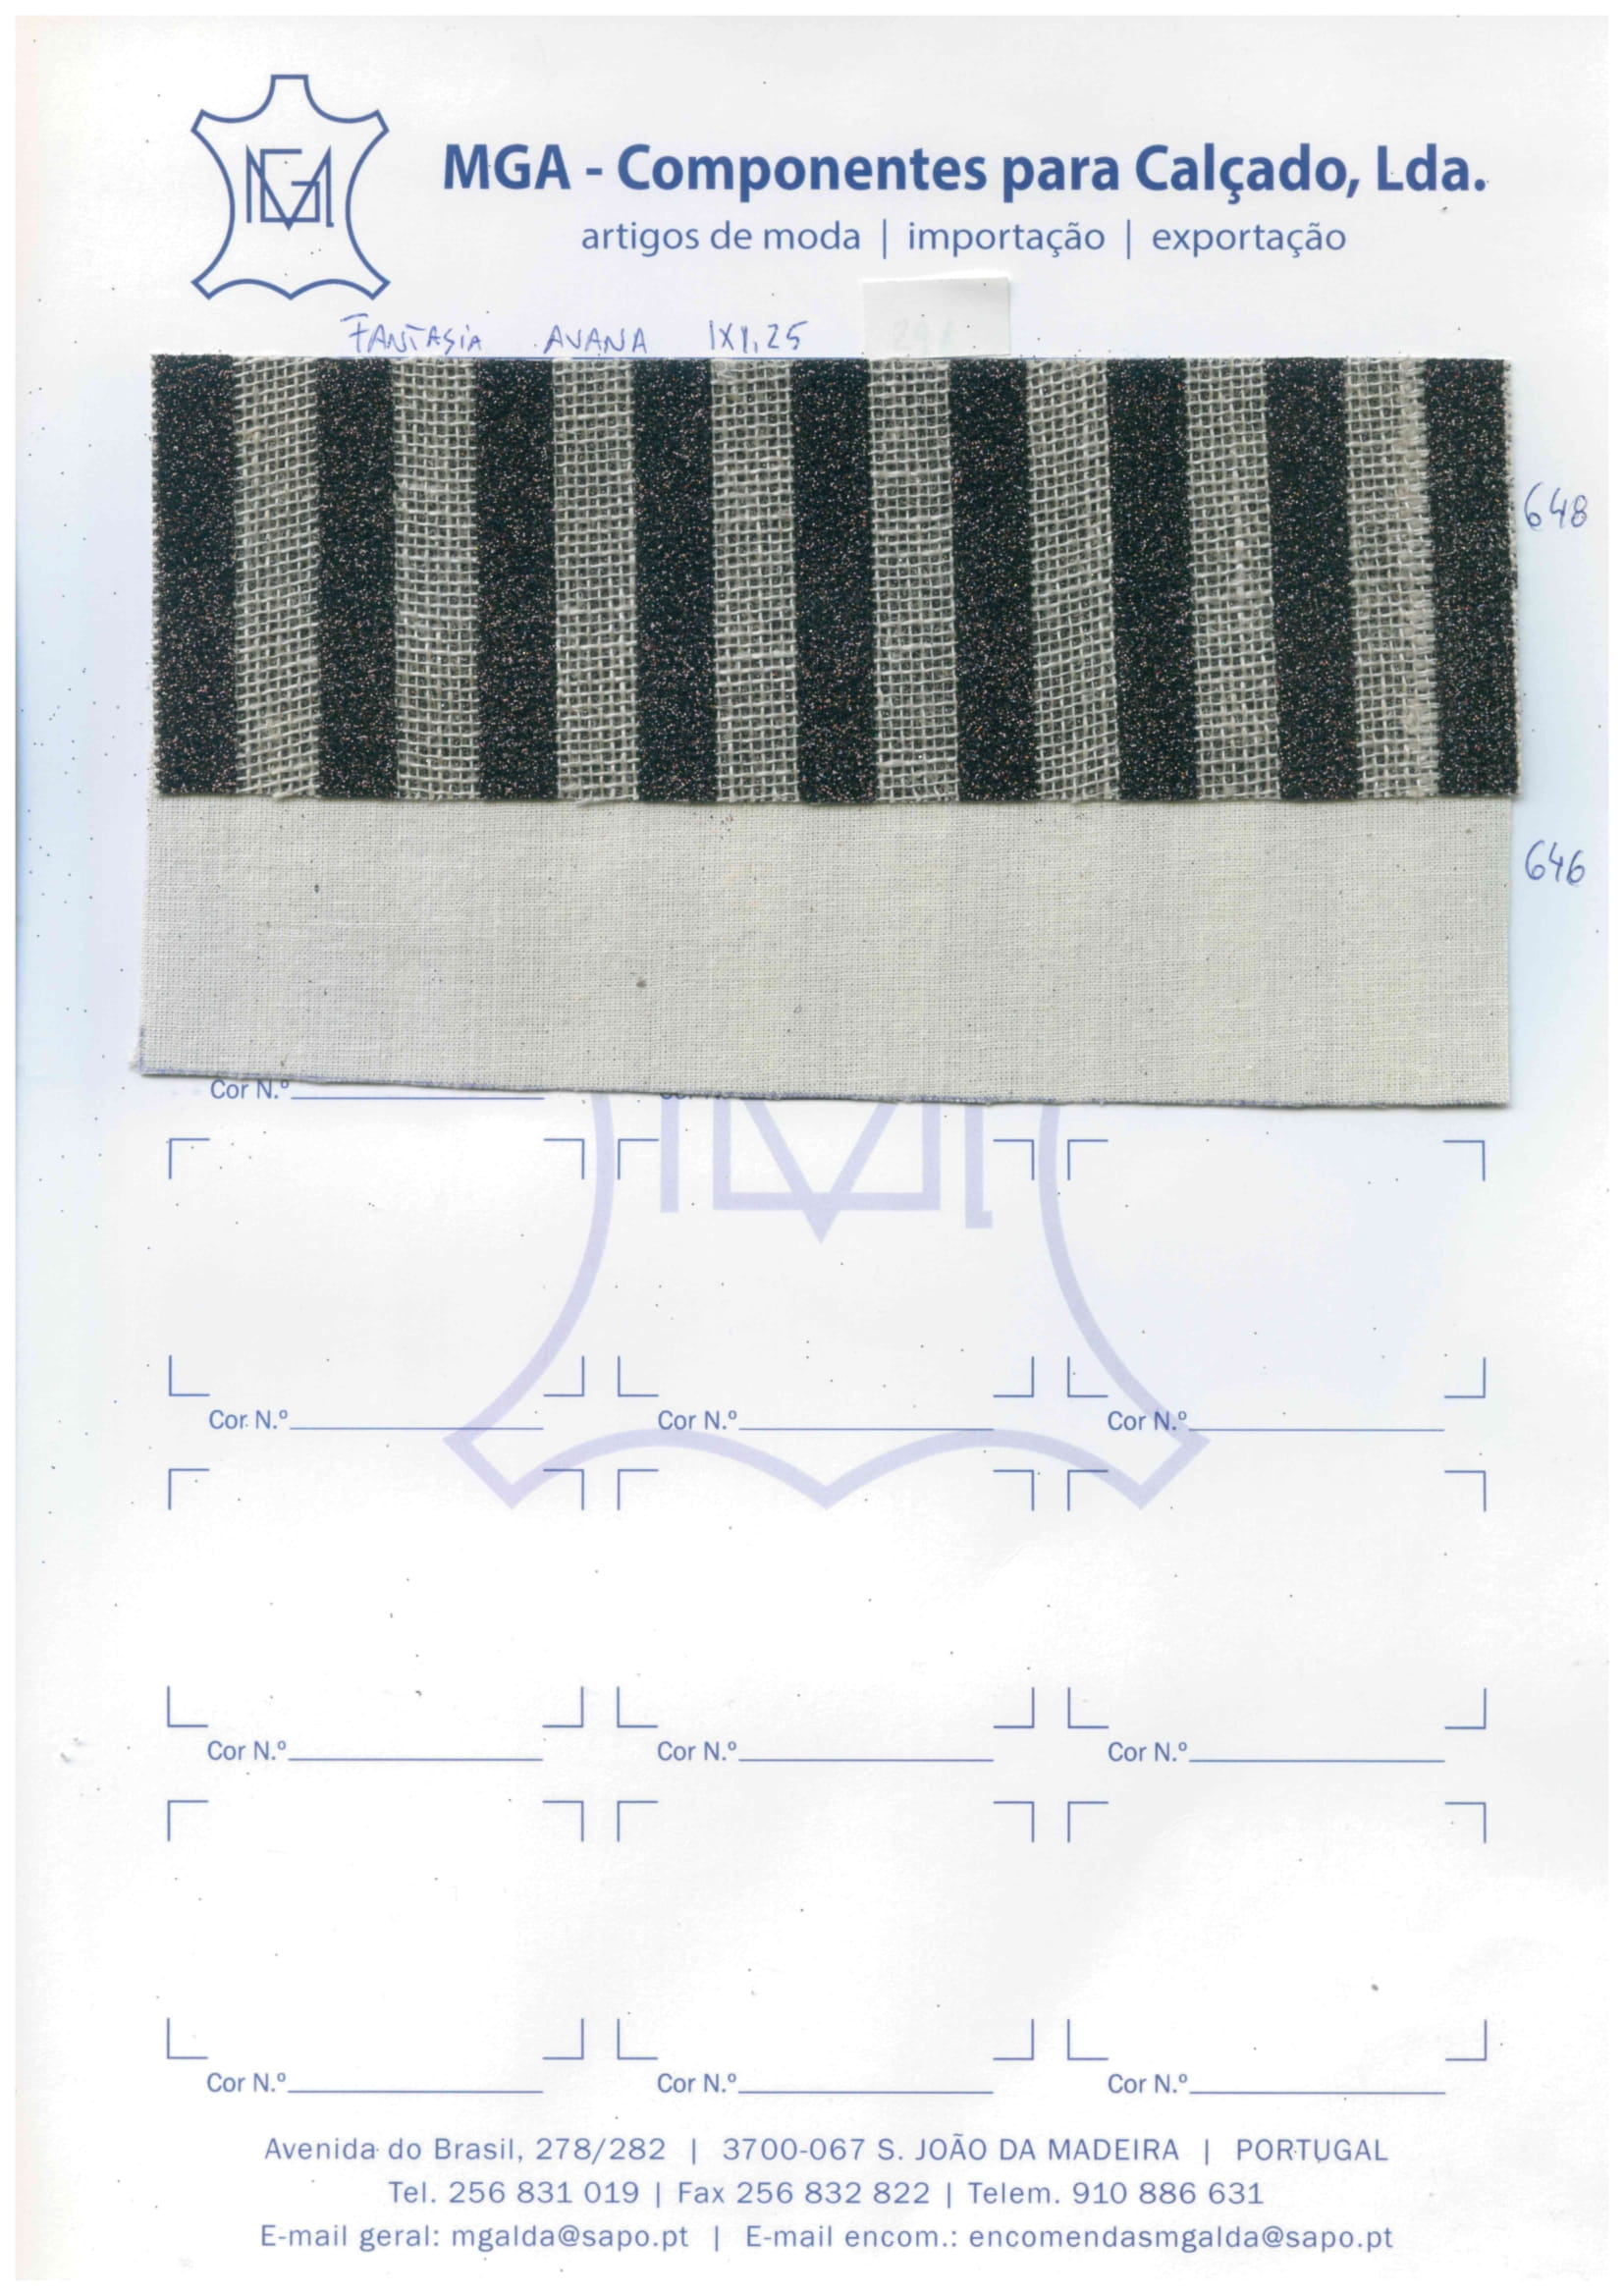 MGA
MGA - Componentes para Calçado, Lda.
artigos de moda | importação | exportação
FANTASIA AVANA 1X1,25
648
646
Cor N.º
Cor N.º Cor N.º Cor N.º
Cor N.º Cor N.º Cor N.º
Cor N.º Cor N.º Cor N.º
Avenida do Brasil, 278/282 | 3700-067 S. JOÃO DA MADEIRA | PORTUGAL
Tel. 256 831 019 | Fax 256 832 822 | Telem. 910 886 631
E-mail geral: mgalda@sapo.pt | E-mail encom.: encomendasmgalda@sapo.pt